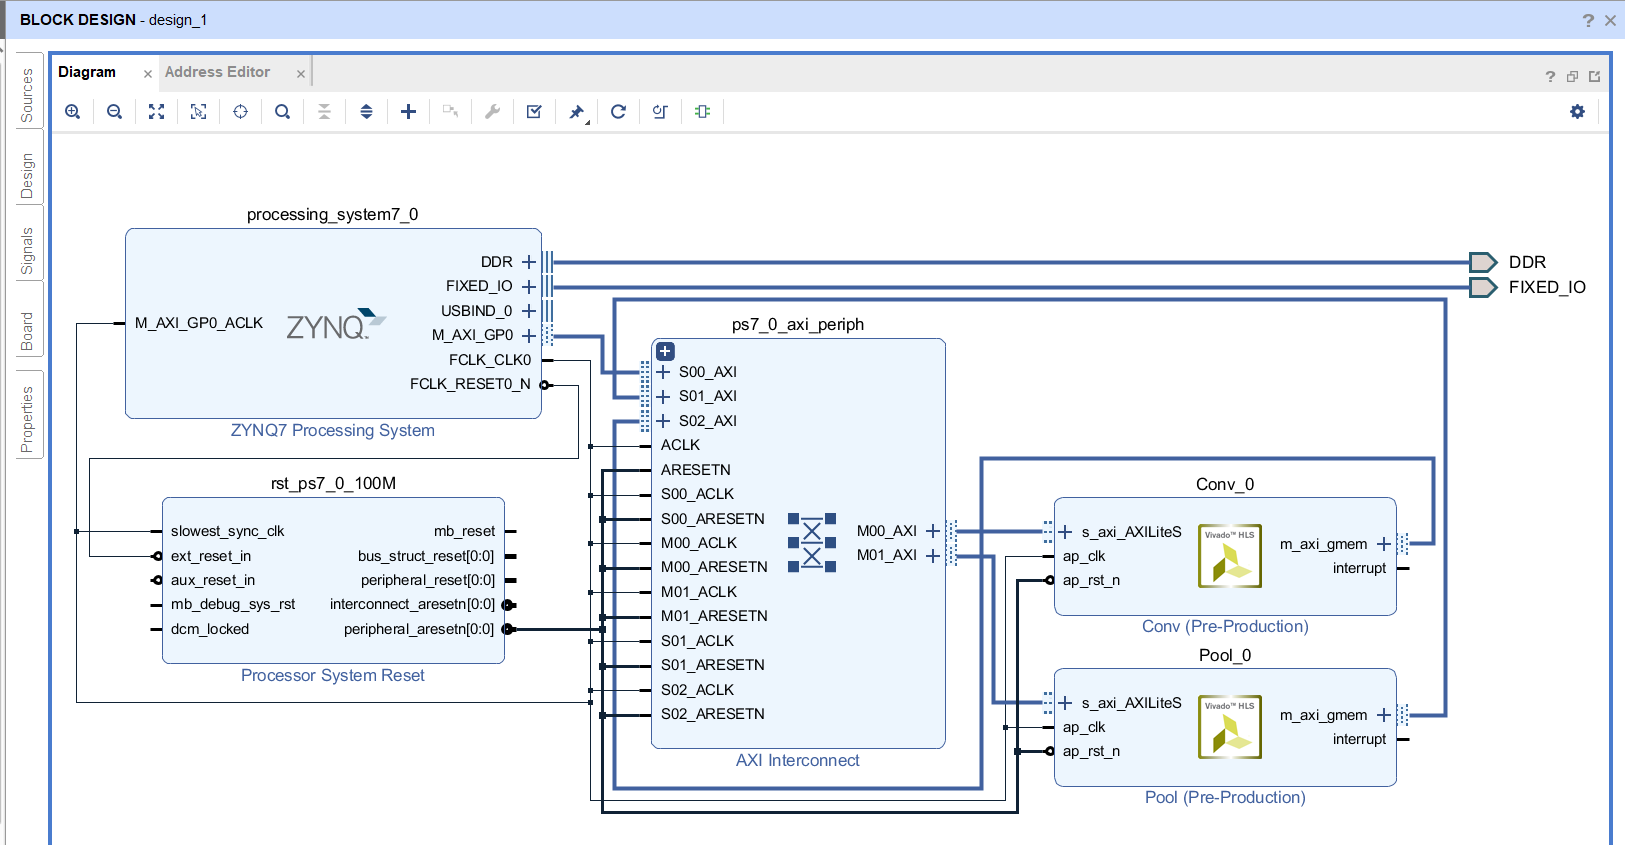 BLOCK DESIGN - design_1
? ×
Sources
Design
Signals
Board
Properties
Diagram ×
Address Editor ×
?
processing_system7_0
DDR
FIXED_IO
USBIND_0
M_AXI_GP0
FCLK_CLK0
FCLK_RESET0_N
M_AXI_GP0_ACLK
ZYNQ
ZYNQ7 Processing System
DDR
FIXED_IO
rst_ps7_0_100M
slowest_sync_clk
ext_reset_in
aux_reset_in
mb_debug_sys_rst
dcm_locked
mb_reset
bus_struct_reset[0:0]
peripheral_reset[0:0]
interconnect_aresetn[0:0]
peripheral_aresetn[0:0]
Processor System Reset
ps7_0_axi_periph
S00_AXI
S01_AXI
S02_AXI
ACLK
ARESETN
S00_ACLK
S00_ARESETN
M00_ACLK
M00_ARESETN
M01_ACLK
M01_ARESETN
S01_ACLK
S01_ARESETN
S02_ACLK
S02_ARESETN
M00_AXI
M01_AXI
AXI Interconnect
Conv_0
s_axi_AXILiteS
ap_clk
ap_rst_n
Vivado™ HLS
m_axi_gmem
interrupt
Conv (Pre-Production)
Pool_0
s_axi_AXILiteS
ap_clk
ap_rst_n
Vivado™ HLS
m_axi_gmem
interrupt
Pool (Pre-Production)